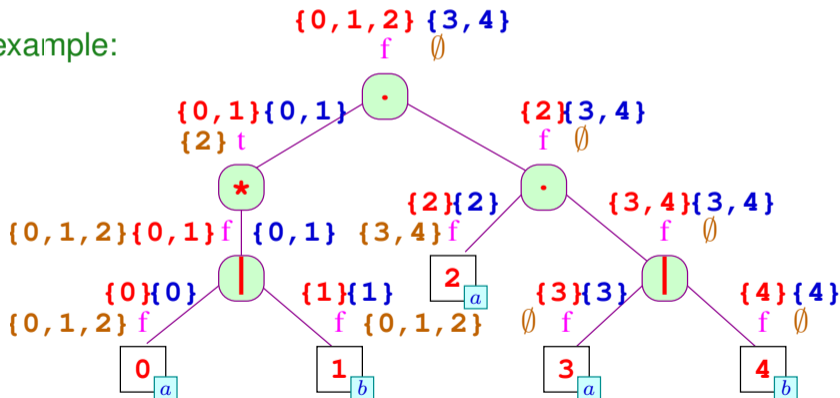 {0,1,2} {3,4}
example:
f ∅
.
{0,1}{0,1} {2}{3,4}
{2} t f ∅
* .
{2}{2} {3,4}{3,4}
{0,1,2}{0,1} f {0,1} {3,4} f f ∅
| 2 a |
{0}{0} {1}{1} {3}{3} {4}{4}
{0,1,2} f f {0,1,2} ∅ f f ∅
0 1 3 4
a b a b